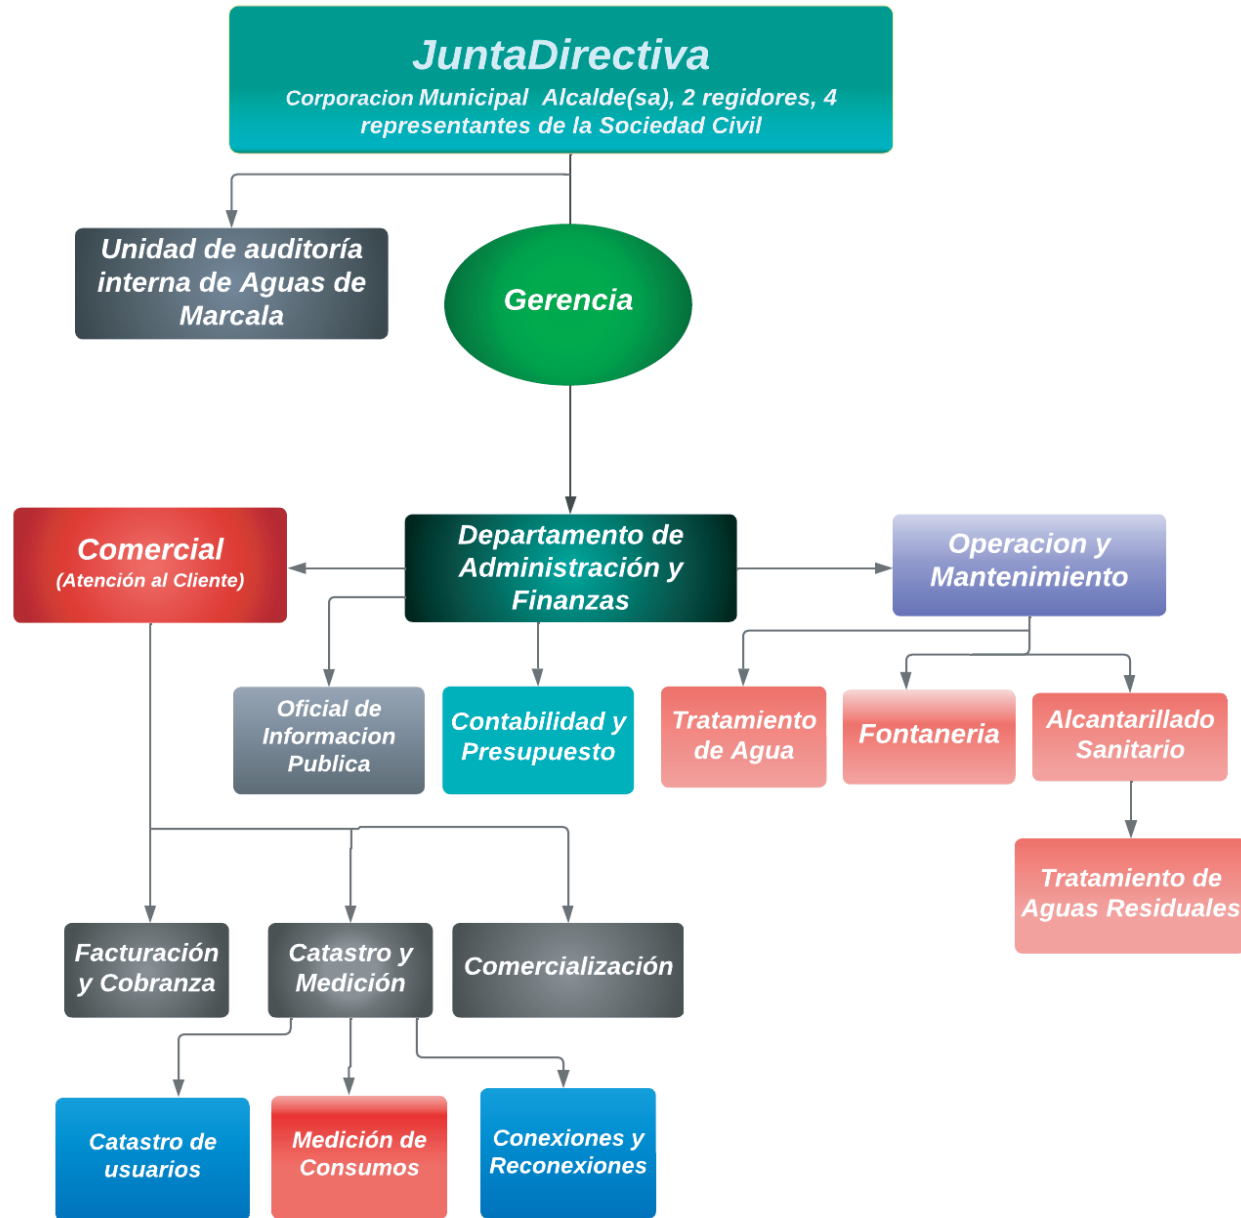 JuntaDirectiva
Corporacion Municipal Alcalde(sa), 2 regidores, 4
representantes de la Sociedad Civil
Unidad de auditoría
interna de Aguas de
Marcala
Gerencia
Comercial
(Atención al Cliente)
Departamento de
Administración y
Finanzas
Operacion y
Mantenimiento
Oficial de
Informacion
Publica
Contabilidad y
Presupuesto
Tratamiento
de Agua
Fontaneria
Alcantarillado
Sanitario
Tratamiento de
Aguas Residuales
Facturación
y Cobranza
Catastro y
Medición
Comercialización
Catastro de
usuarios
Medición de
Consumos
Conexiones y
Reconexiones